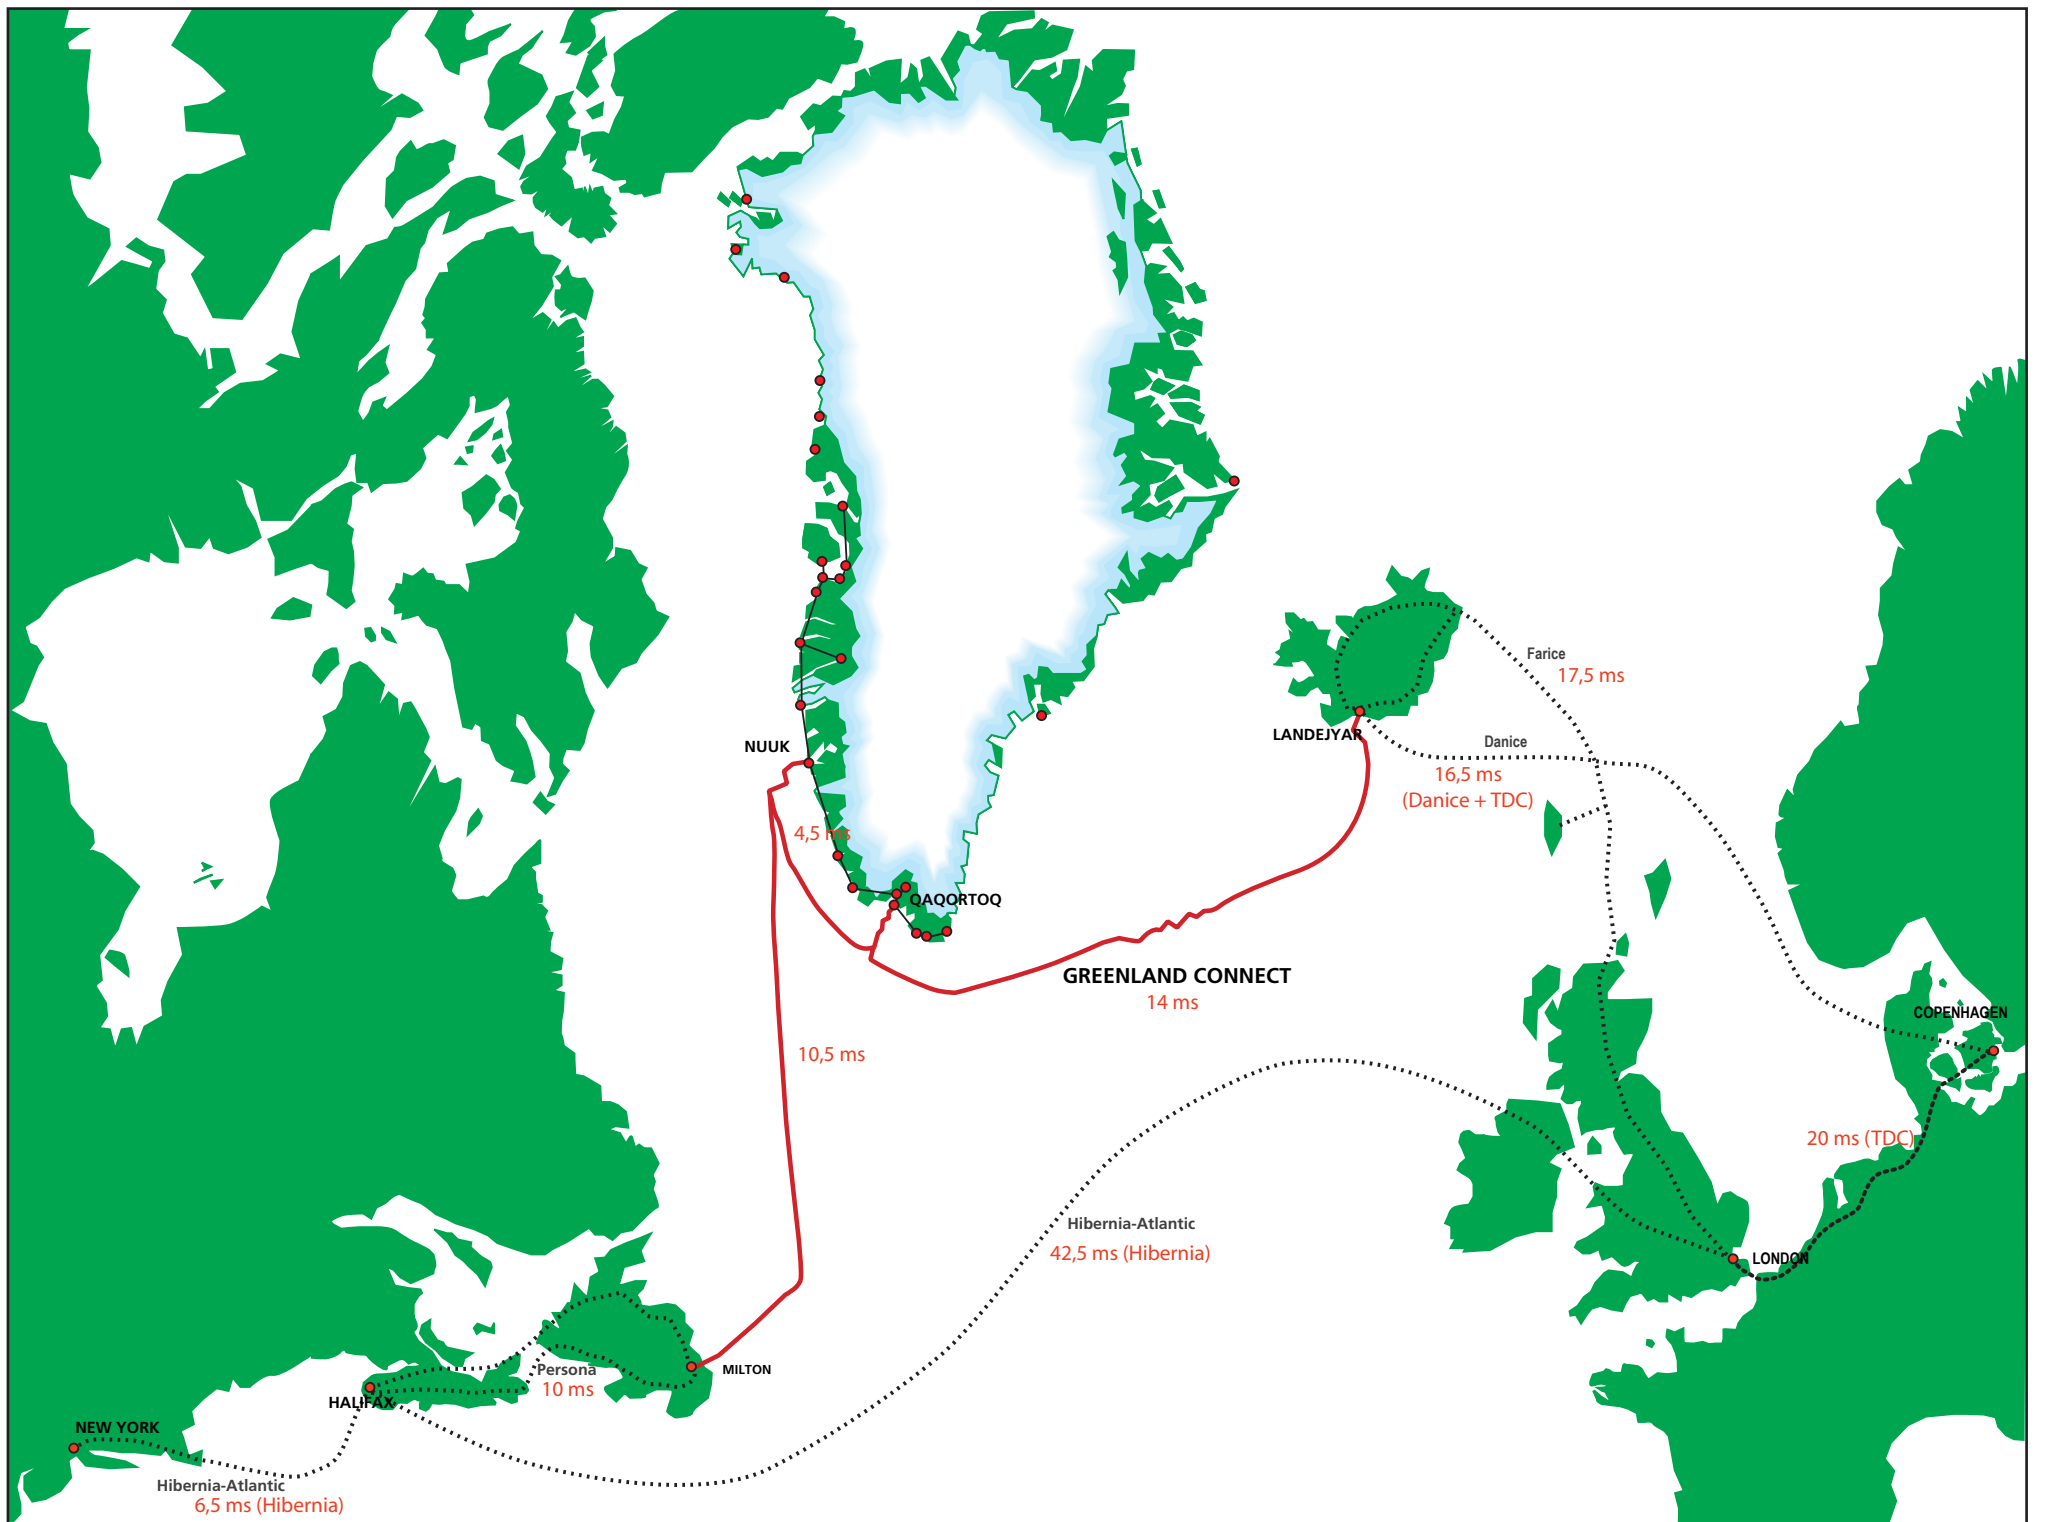 Farice
17,5 ms
LANDEJYAR
Danice
16,5 ms
(Danice + TDC)
NUUK
4,5 ms
QAQORTOQ
GREENLAND CONNECT
14 ms
COPENHAGEN
10,5 ms
20 ms (TDC)
Hibernia-Atlantic
42,5 ms (Hibernia)
LONDON
Persona
10 ms
MILTON
HALIFAX
NEW YORK
Hibernia-Atlantic
6,5 ms (Hibernia)